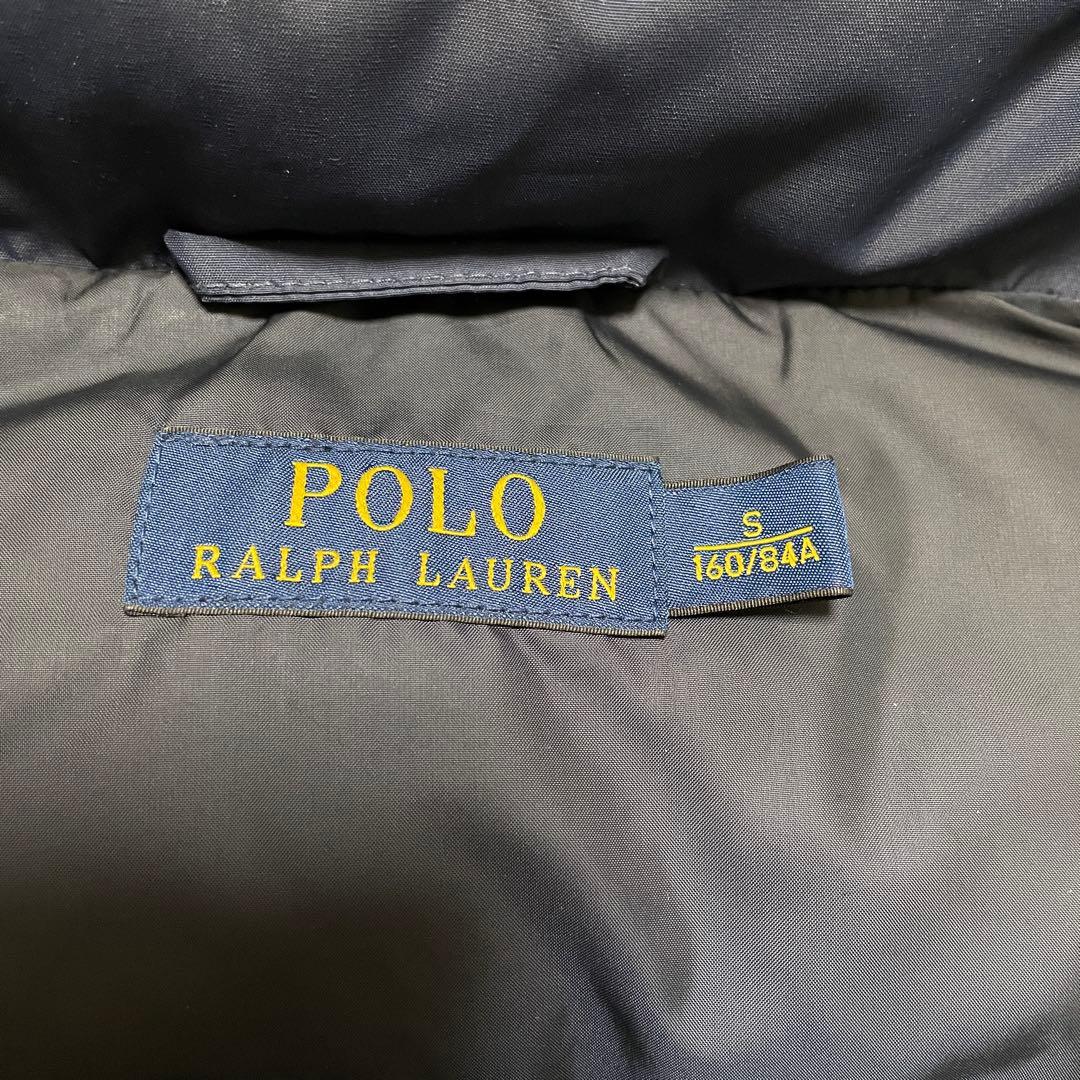 POLO
RALPH LAUREN
S
160/84A